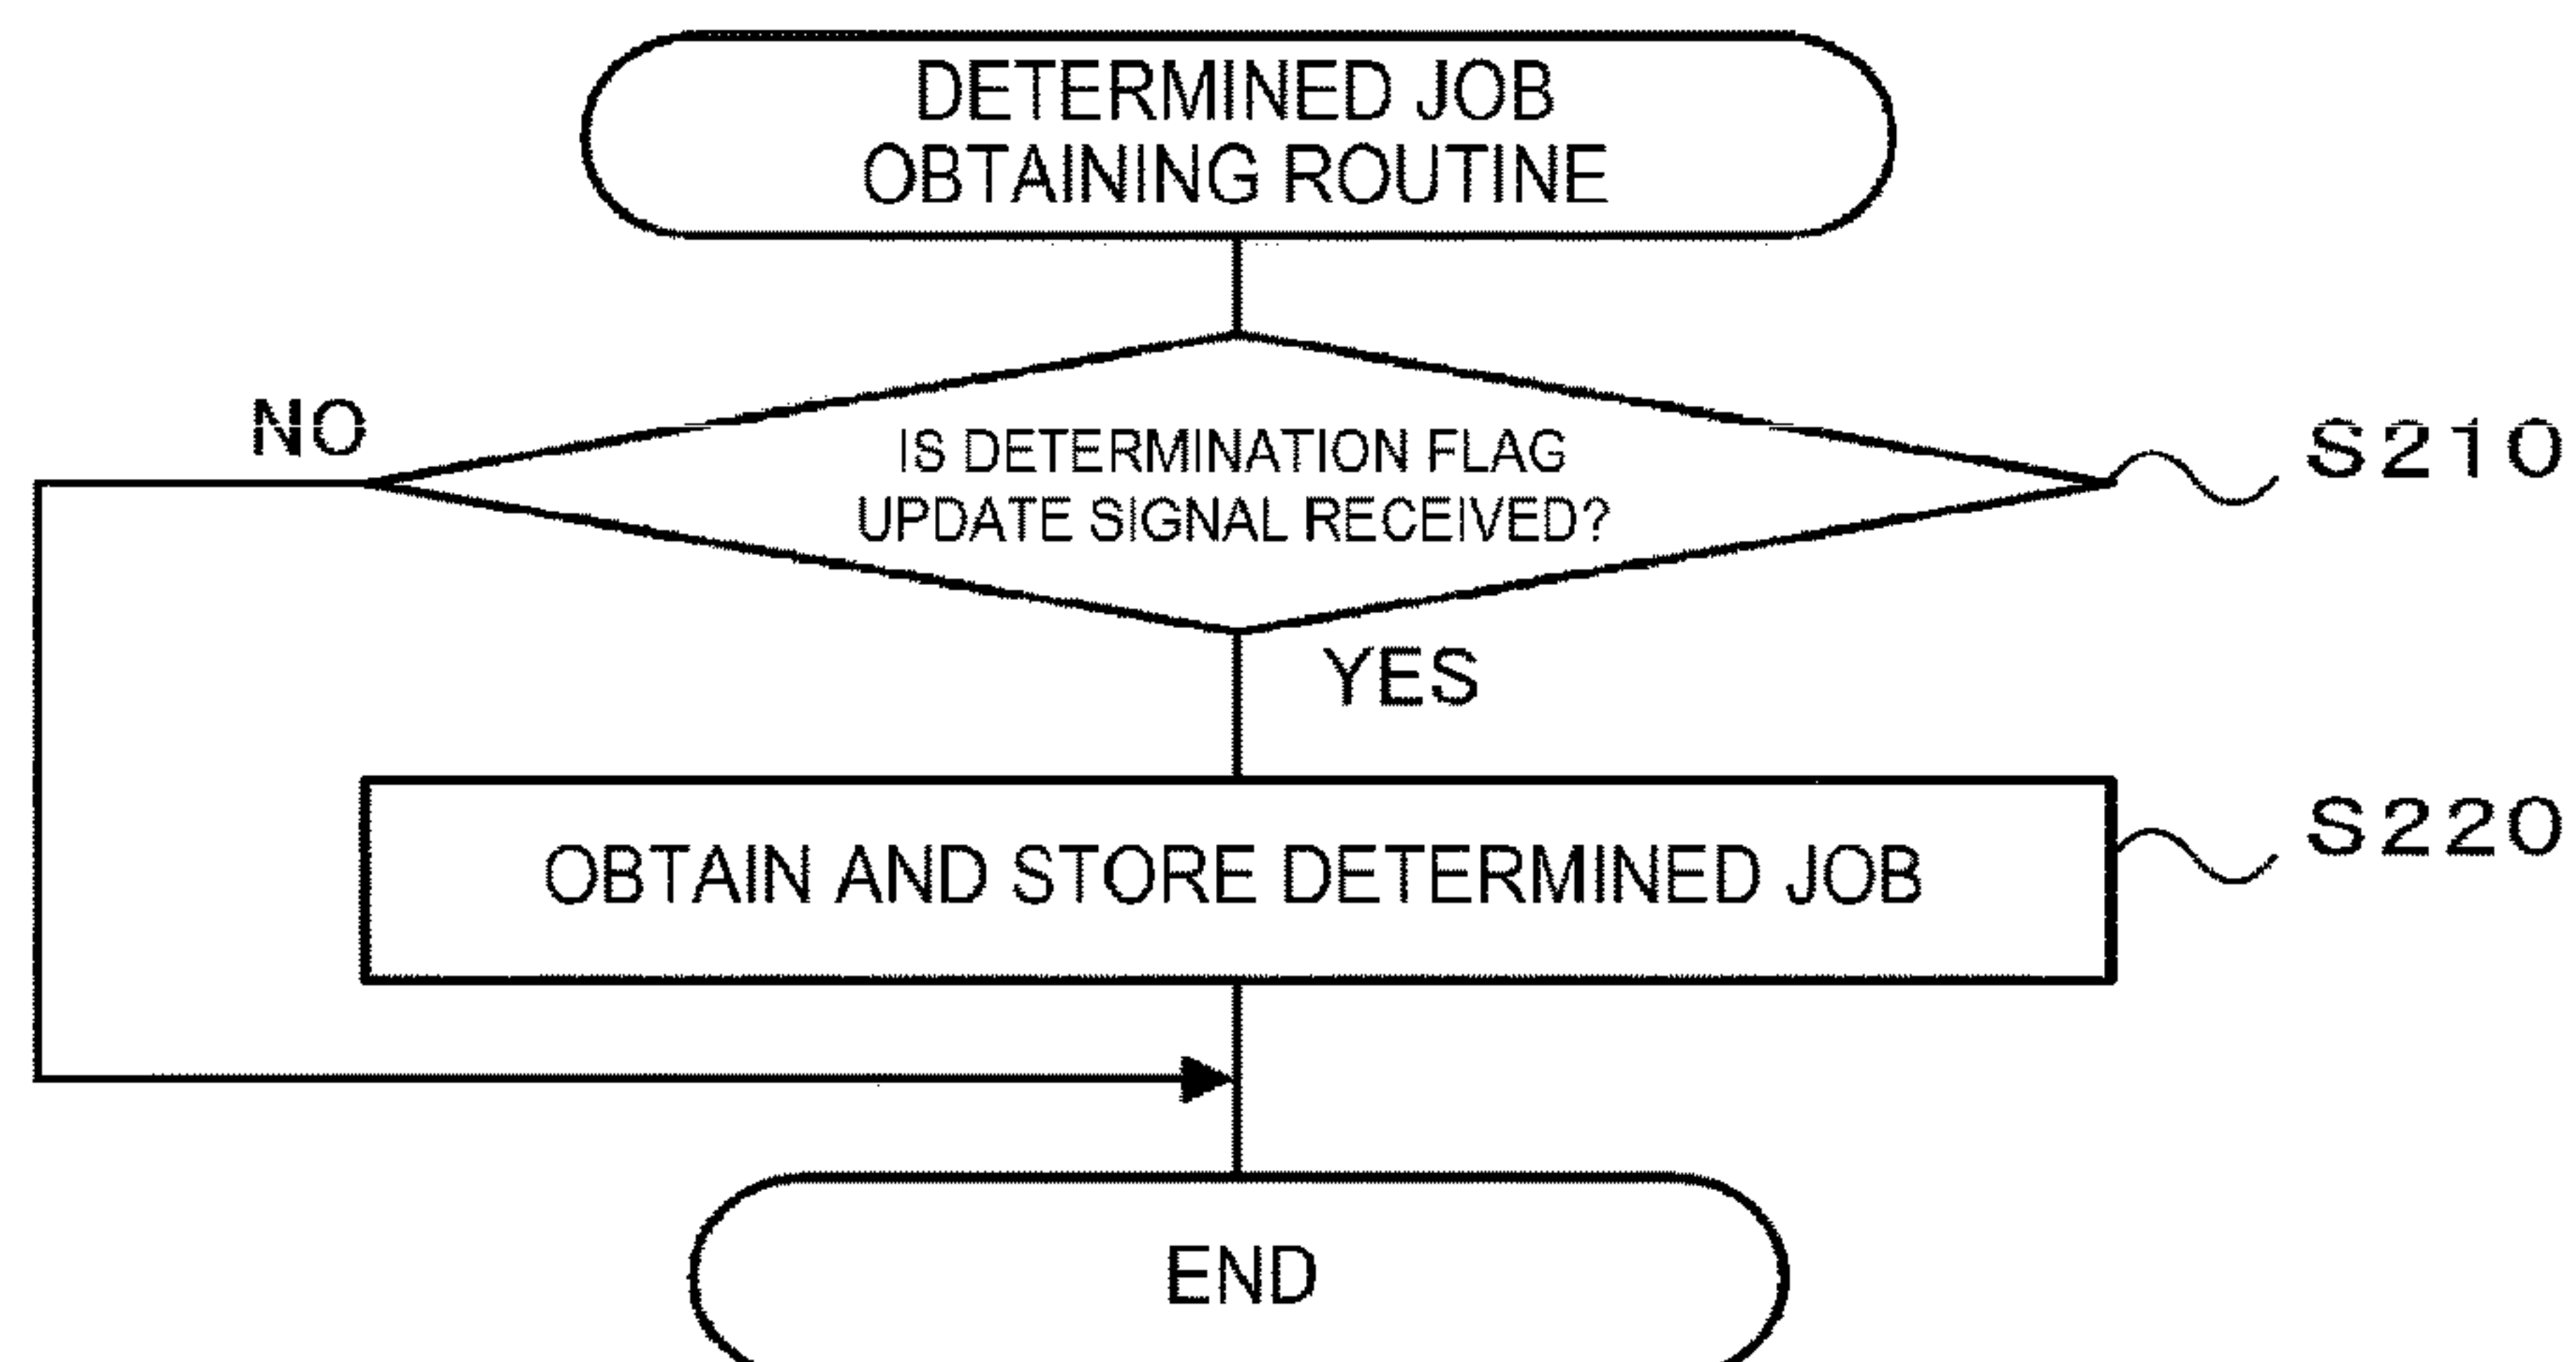 DETERMINED JOB
OBTAINING ROUTINE
NO
IS DETERMINATION FLAG
UPDATE SIGNAL RECEIVED?
S210
YES
OBTAIN AND STORE DETERMINED JOB
S220
END